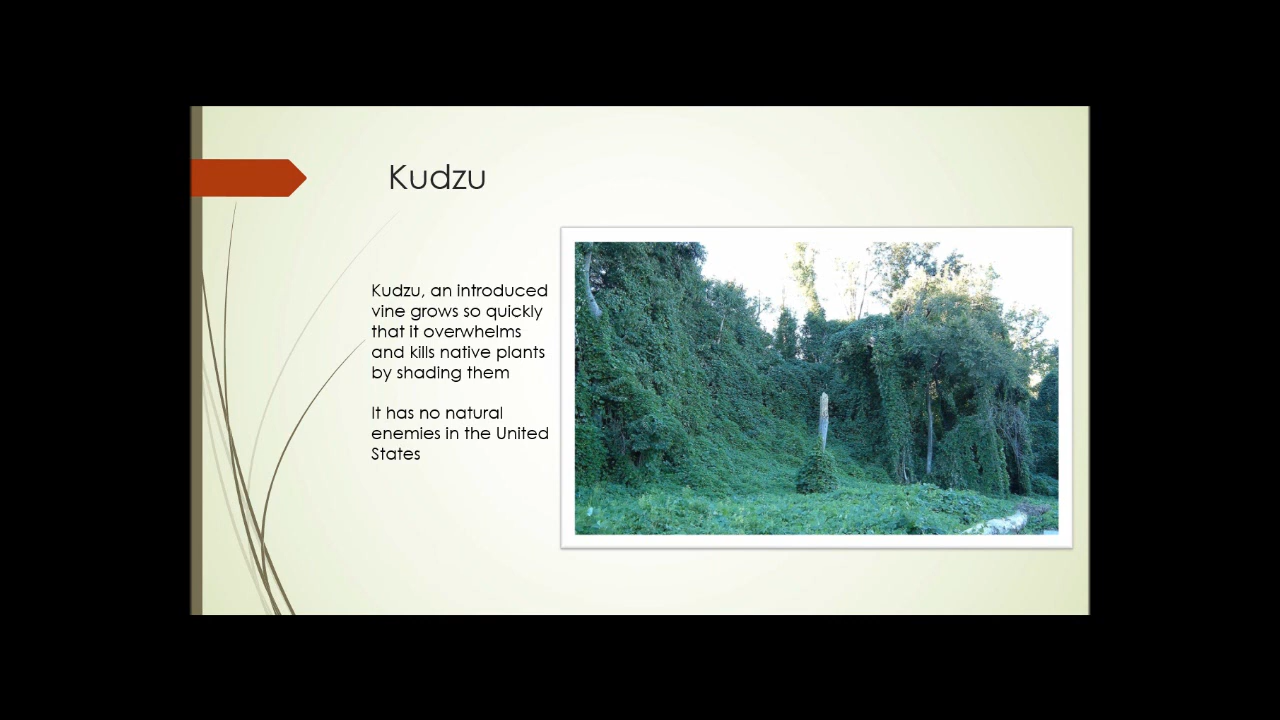 Kudzu
Kudzu, an introduced
vine grows so quickly
that it overwhelms
and kills native plants
by shading them
It has no natural
enemies in the United
States